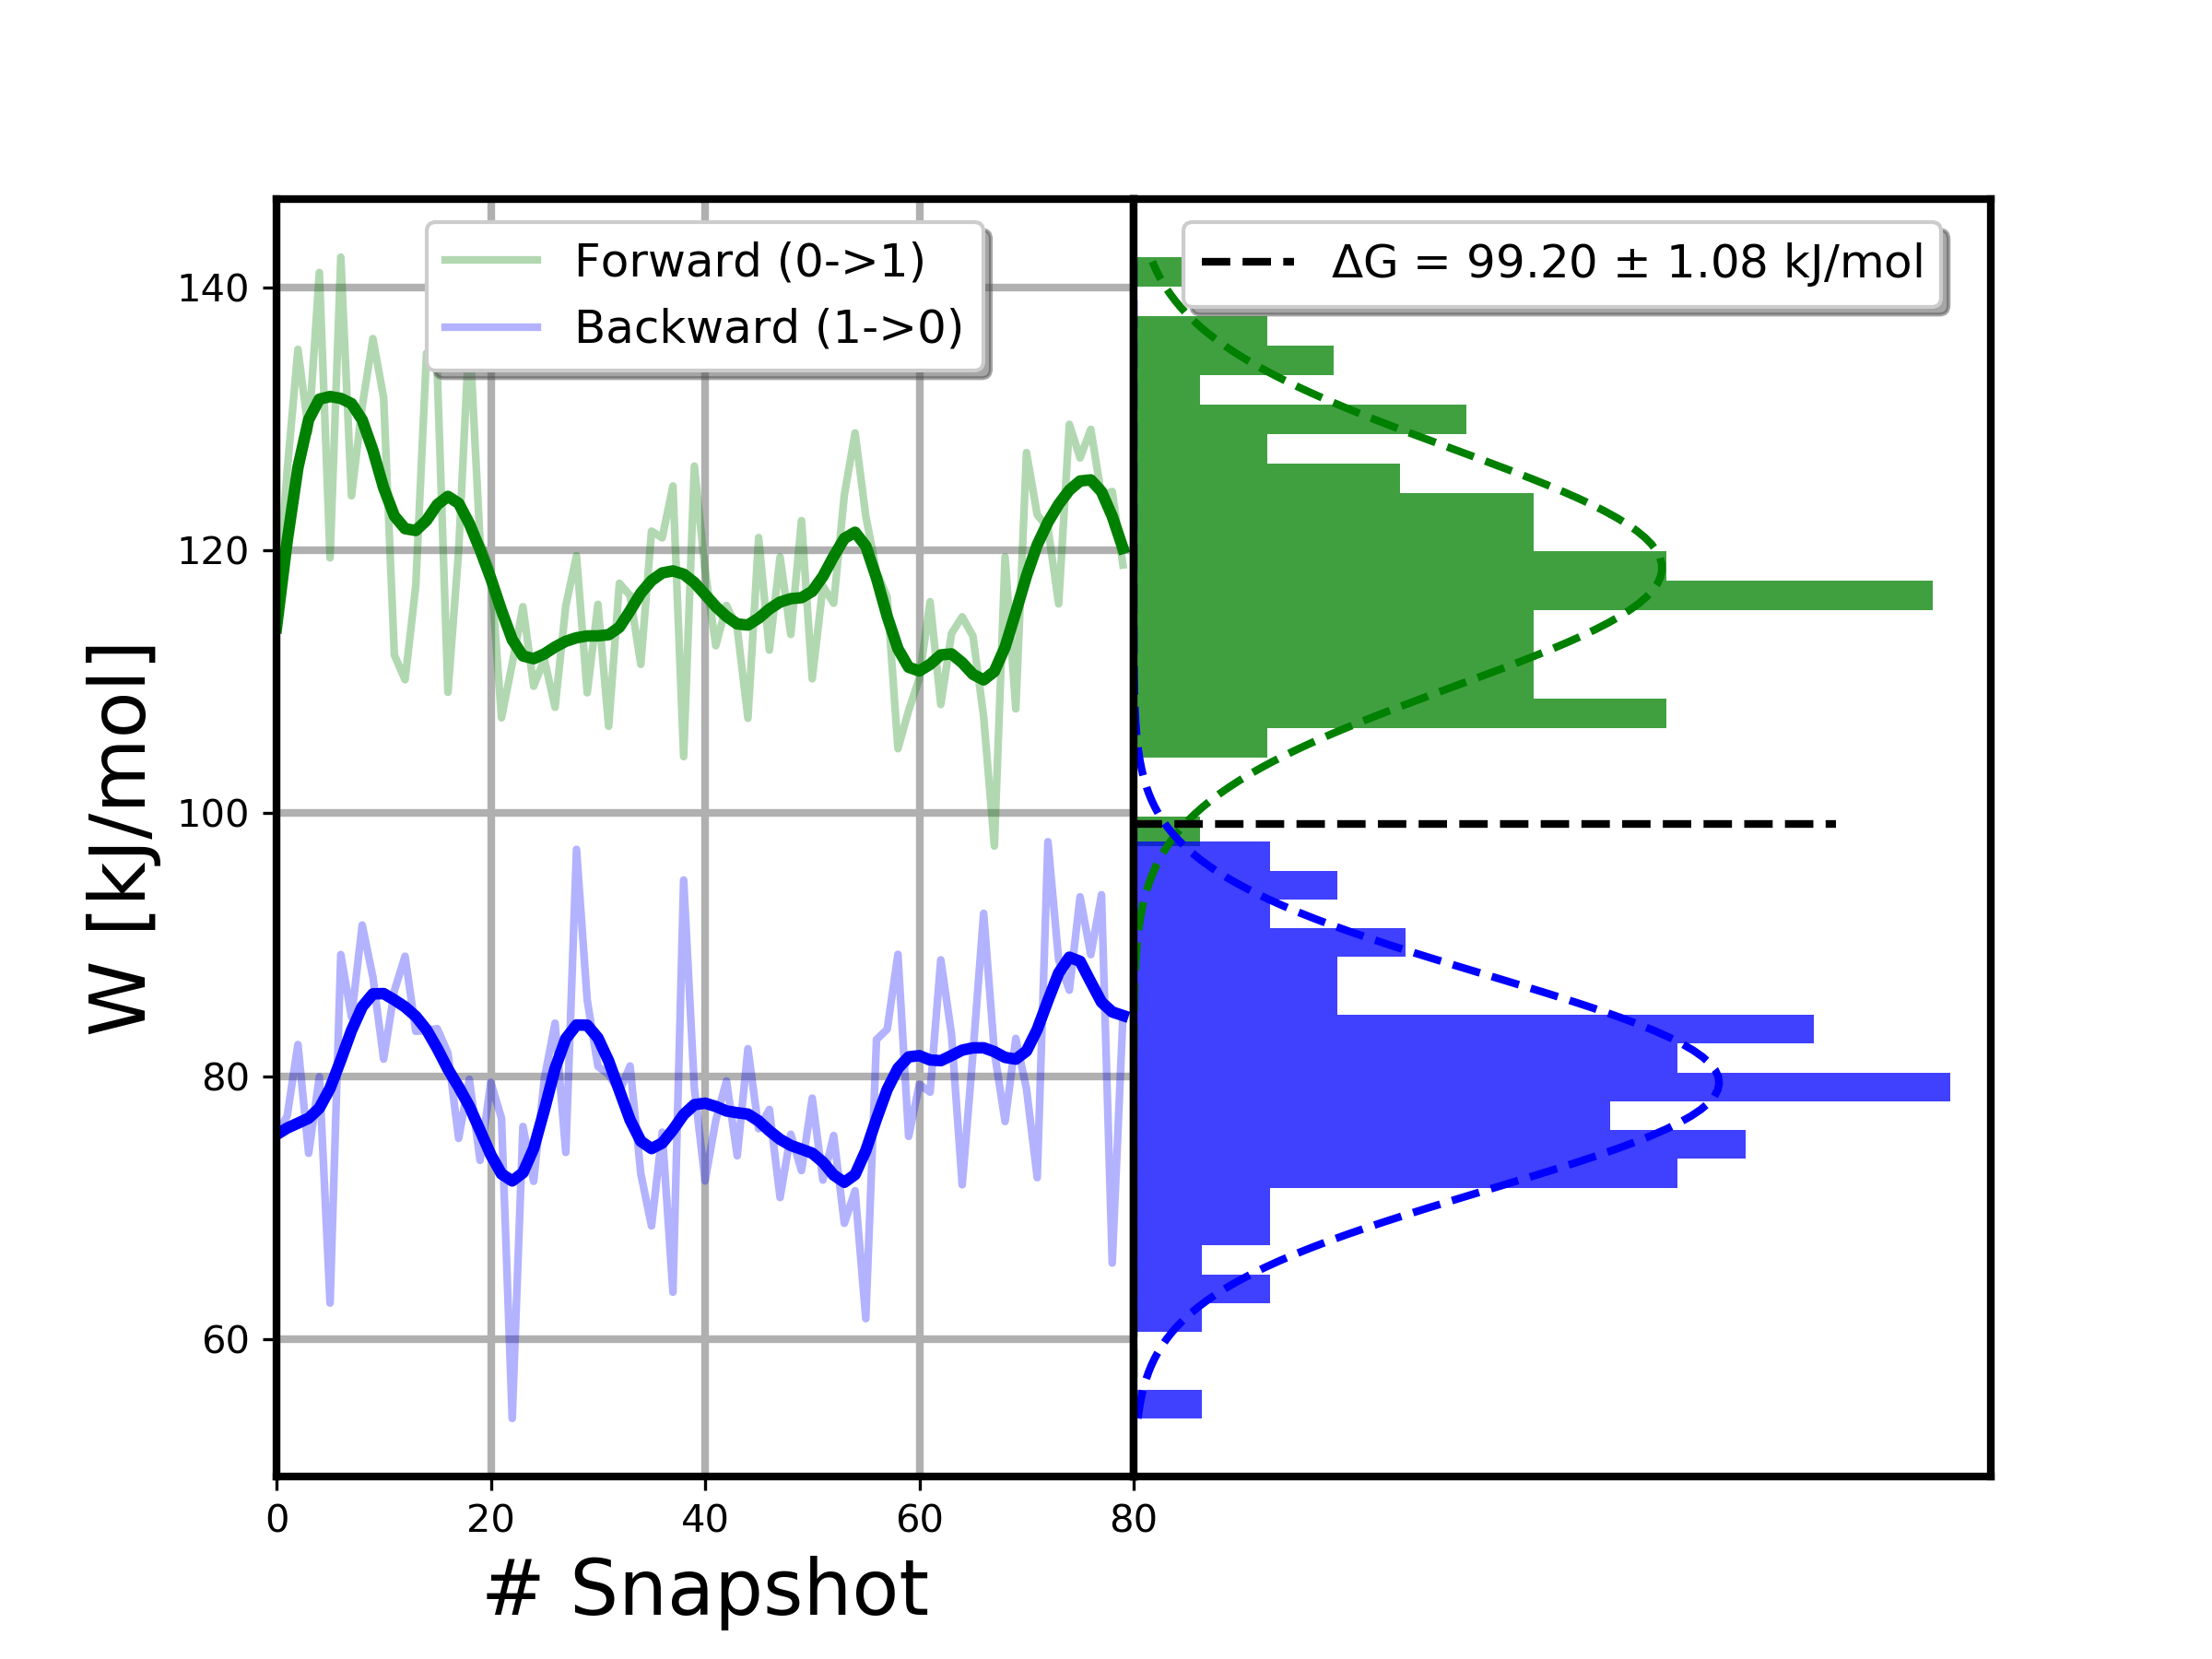 Forward (0->1)
Backward (1->0)
ΔG = 99.20 ± 1.08 kJ/mol
140
120
100
80
60
W [kJ/mol]
0 20 40 60 80
# Snapshot